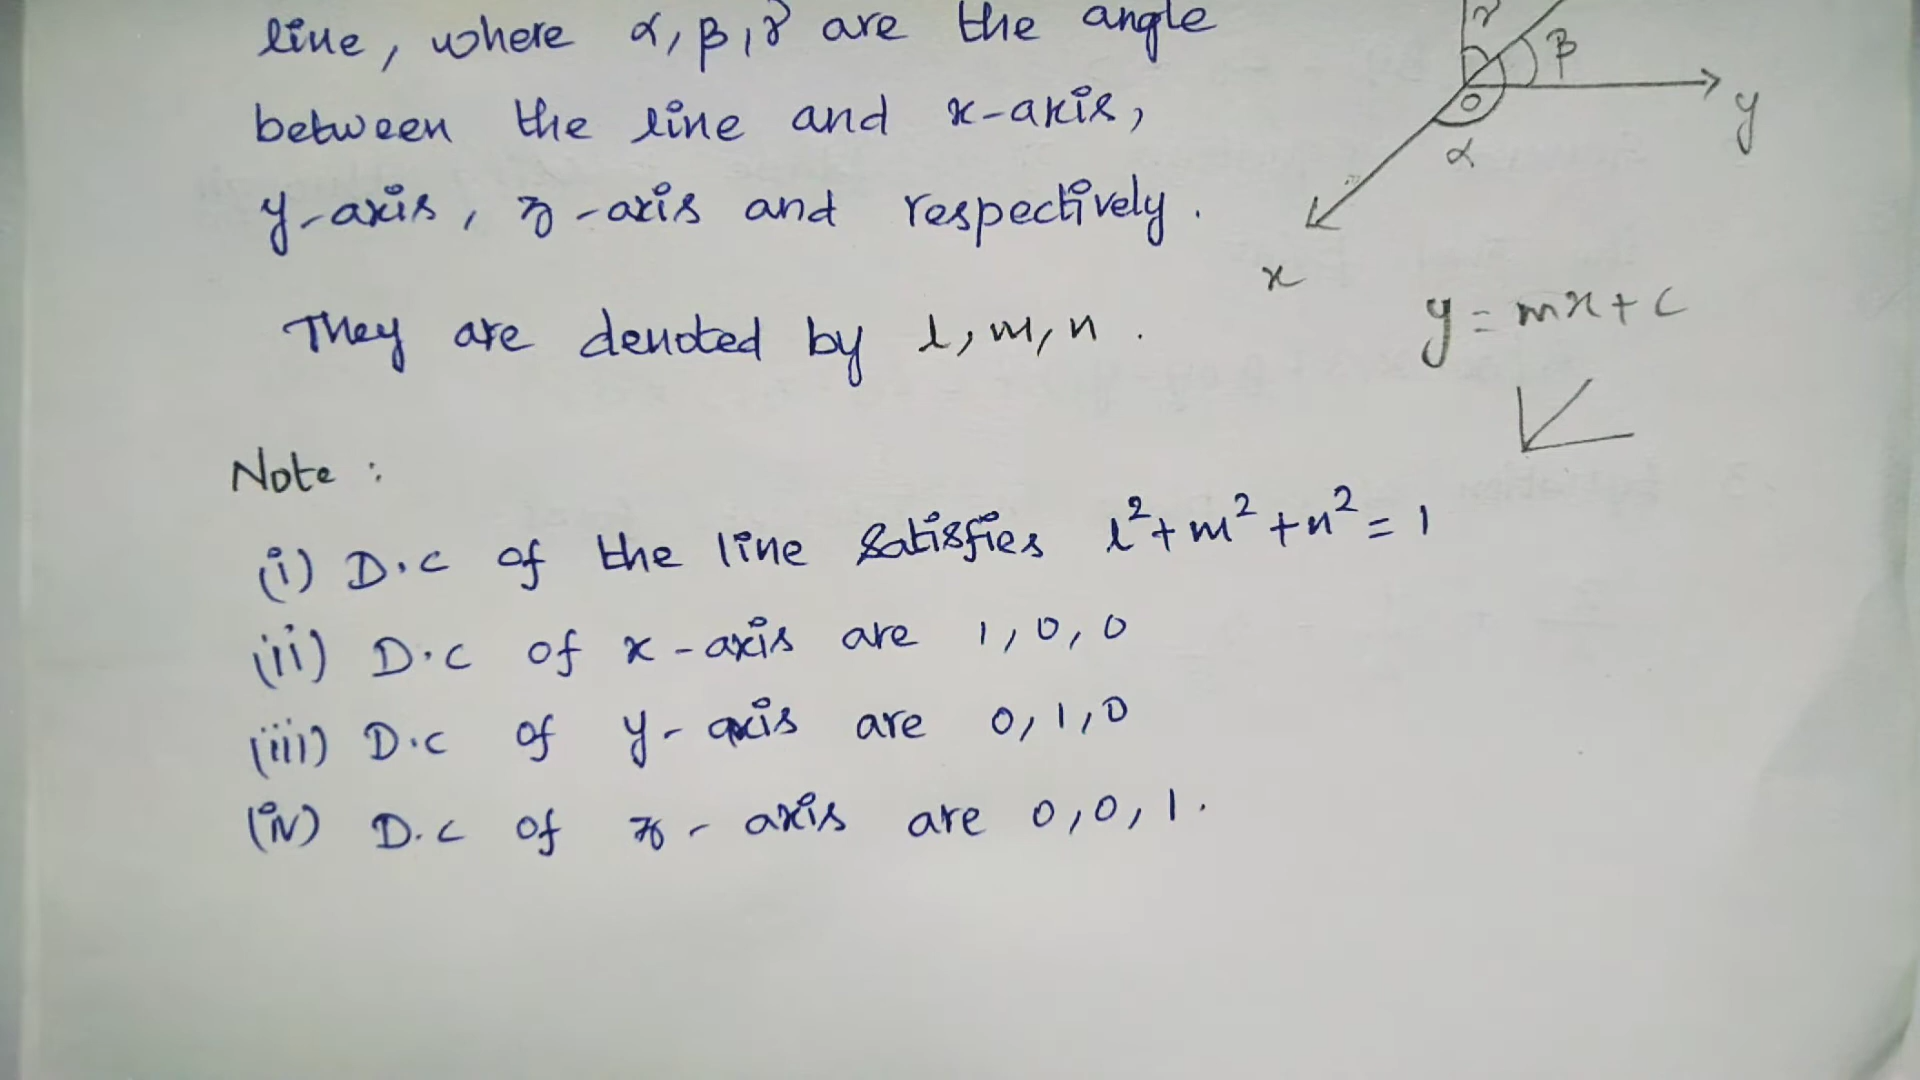 line, where α, β, γ are the angle
between the line and x-axis,
y-axis, z-axis and respectively.
They are denoted by l, m, n.
γ
β
y
o
α
x
y = mx + c
Note :
(i) D.C of the line satisfies l² + m² + n² = 1
(ii) D.C of x-axis are 1, 0, 0
(iii) D.C of y-axis are 0, 1, 0
(iv) D.C of z-axis are 0, 0, 1.